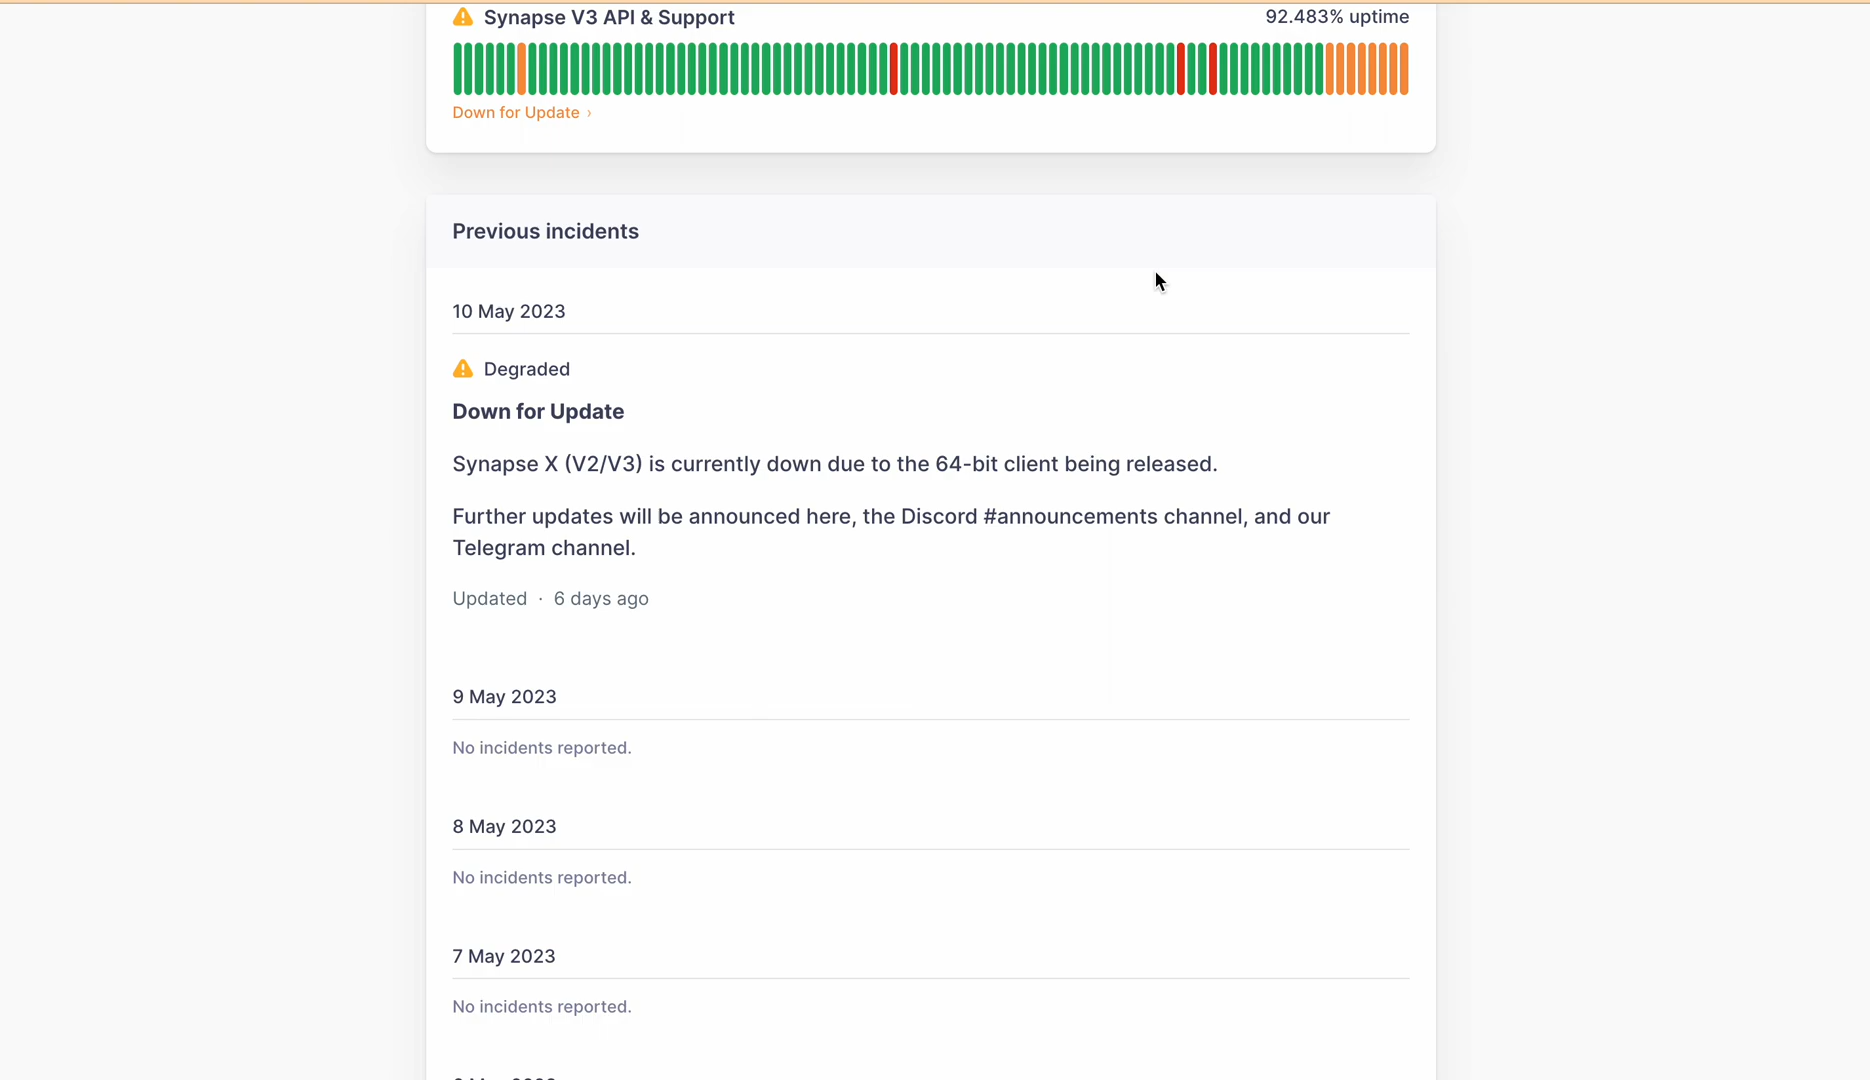 Synapse V3 API & Support
92.483% uptime
Down for Update ›
Previous incidents
10 May 2023
Degraded
Down for Update
Synapse X (V2/V3) is currently down due to the 64-bit client being released.
Further updates will be announced here, the Discord #announcements channel, and our
Telegram channel.
Updated · 6 days ago
9 May 2023
No incidents reported.
8 May 2023
No incidents reported.
7 May 2023
No incidents reported.